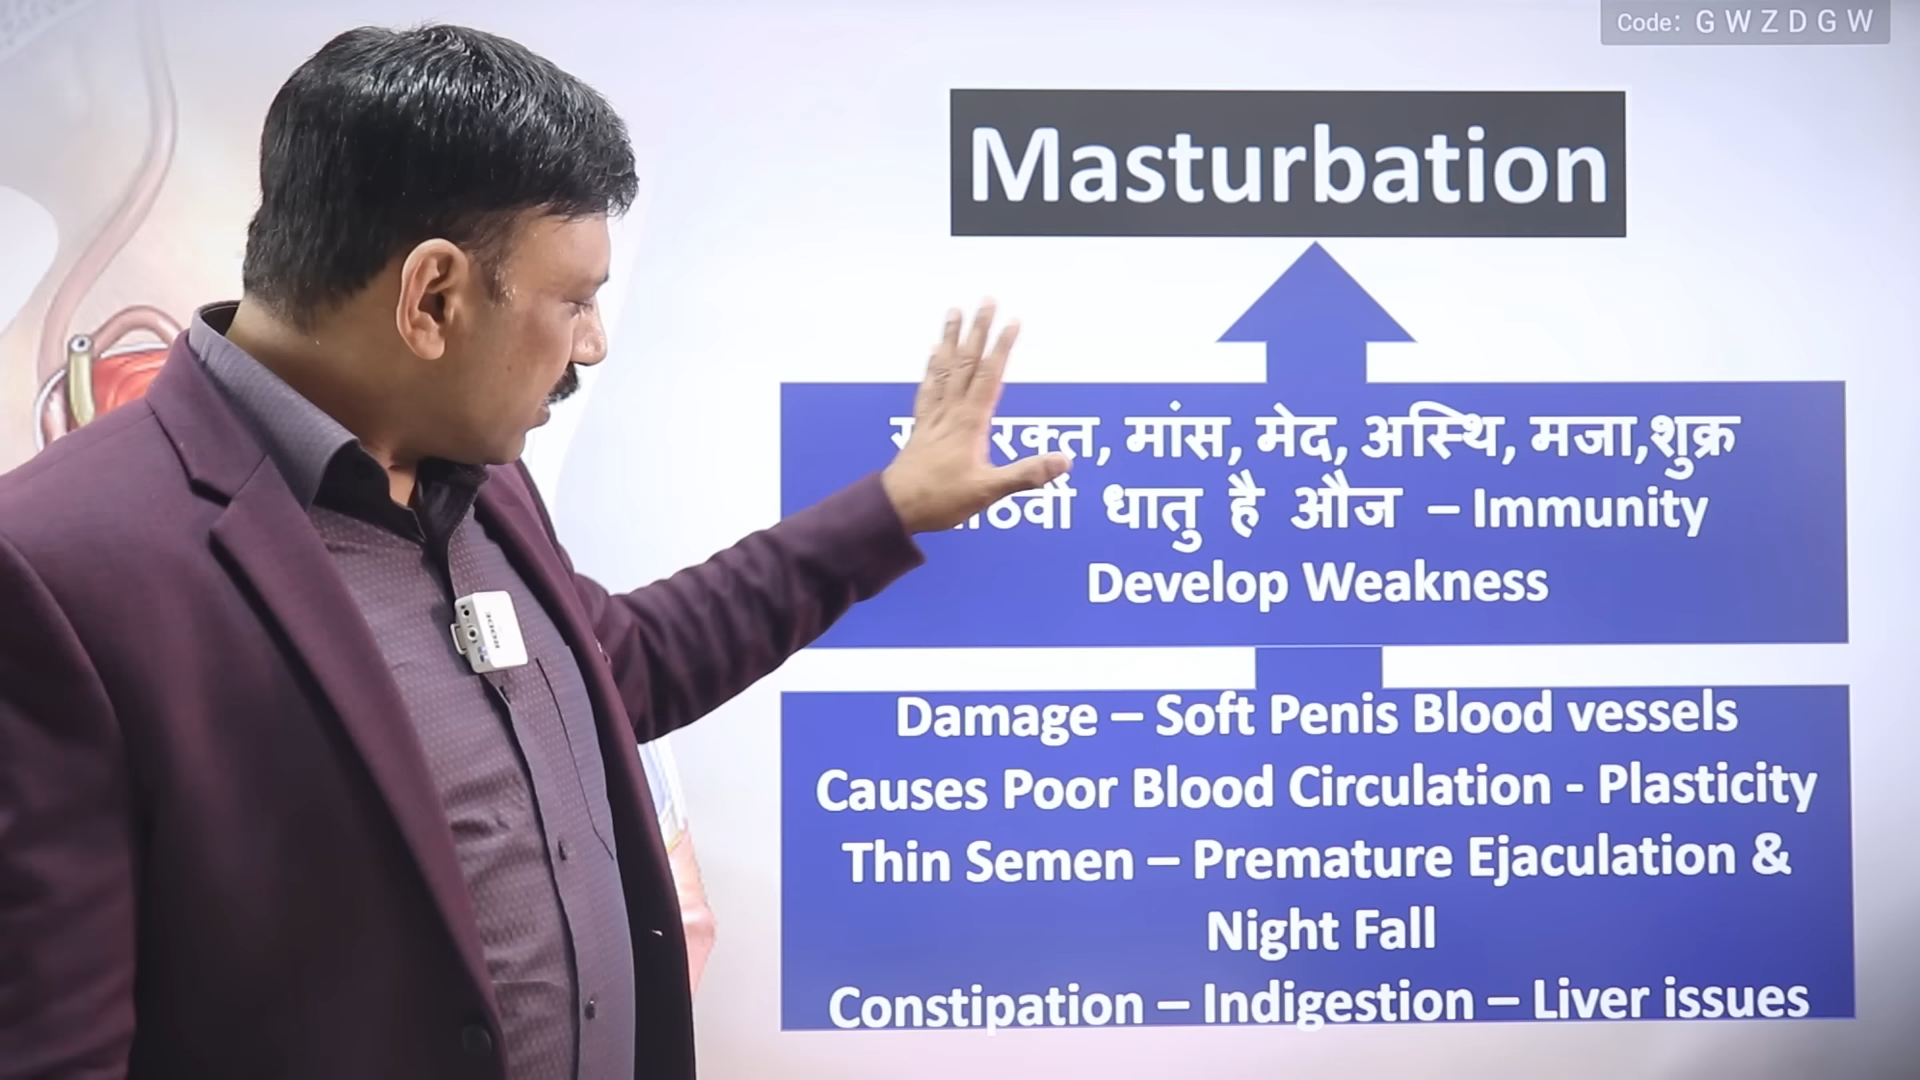 Code: G W Z D G W
Masturbation
रक्त, मांस, मेद, अस्थि, मजा,शुक्र
धातु है औज – Immunity
Develop Weakness
Damage – Soft Penis Blood vessels
Causes Poor Blood Circulation - Plasticity
Thin Semen – Premature Ejaculation &
Night Fall
Constipation – Indigestion – Liver issues